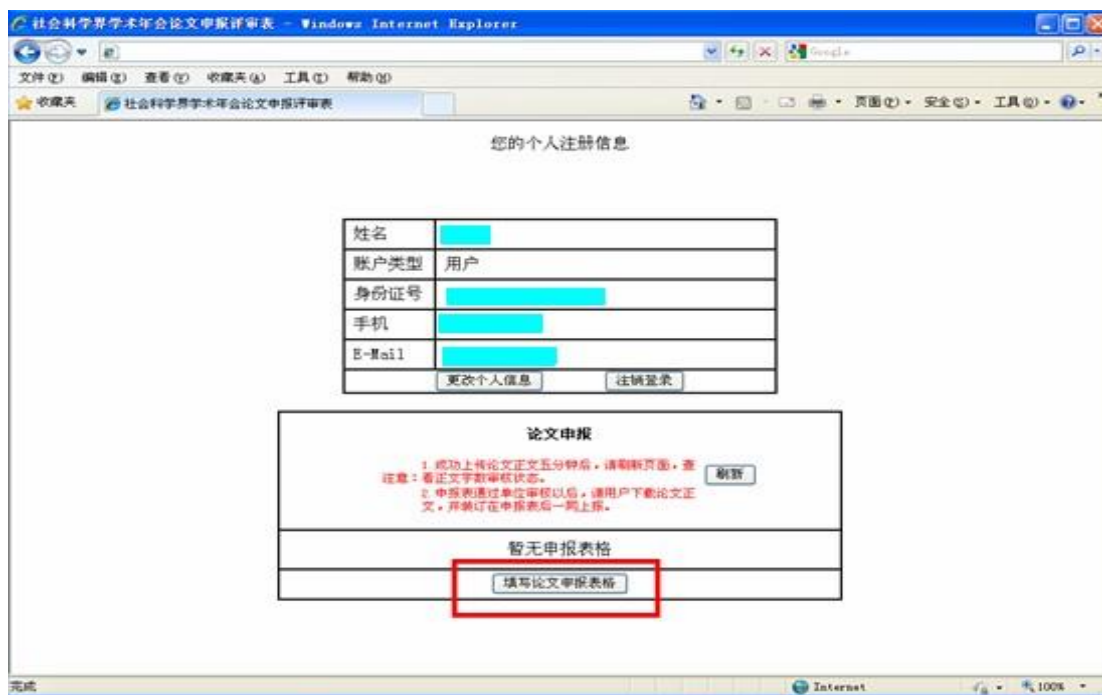 社会科学界学术年会论文申报评审表 - Windows Internet Explorer
Google
文件(F) 编辑(E) 查看(V) 收藏夹(A) 工具(T) 帮助(H)
收藏夹 社会科学界学术年会论文申报评审表 页面(P) 安全(S) 工具(O)
您的个人注册信息
姓名
账户类型 用户
身份证号
手机
E-Mail
更改个人信息 注销登录
论文申报
1 成功上传论文正文五分钟后，请刷新页面，查
注意：看正文字数审核状态。
刷新
2 申报表通过单位审核以后，请用户下载论文正
文，并装订在申报表后一同上报。
暂无申报表格
填写论文申报表格
完成 Internet 100%